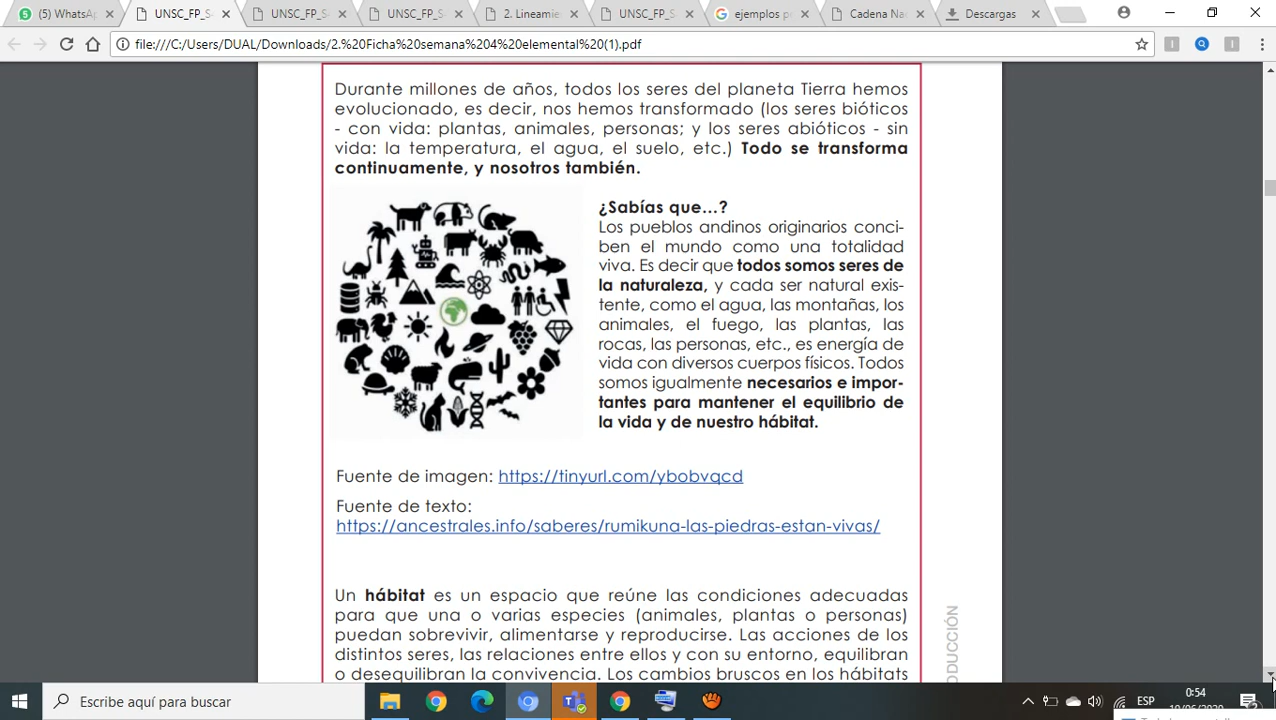 (5) WhatsAp
UNSC_FP_S4
UNSC_FP_S4
UNSC_FP_S4
2. Lineamie
UNSC_FP_S4
ejemplos po
Cadena Nac
Descargas
file:///C:/Users/DUAL/Downloads/2.%20Ficha%20semana%204%20elemental%20(1).pdf
Durante millones de años, todos los seres del planeta Tierra hemos
evolucionado, es decir, nos hemos transformado (los seres bióticos
- con vida: plantas, animales, personas; y los seres abióticos - sin
vida: la temperatura, el agua, el suelo, etc.) Todo se transforma
continuamente, y nosotros también.
¿Sabías que...?
Los pueblos andinos originarios conci-
ben el mundo como una totalidad
viva. Es decir que todos somos seres de
la naturaleza, y cada ser natural exis-
tente, como el agua, las montañas, los
animales, el fuego, las plantas, las
rocas, las personas, etc., es energía de
vida con diversos cuerpos físicos. Todos
somos igualmente necesarios e impor-
tantes para mantener el equilibrio de
la vida y de nuestro hábitat.
Fuente de imagen: https://tinyurl.com/ybobvqcd
Fuente de texto:
https://ancestrales.info/saberes/rumikuna-las-piedras-estan-vivas/
Un hábitat es un espacio que reúne las condiciones adecuadas
para que una o varias especies (animales, plantas o personas)
puedan sobrevivir, alimentarse y reproducirse. Las acciones de los
distintos seres, las relaciones entre ellos y con su entorno, equilibran
o desequilibran la convivencia. Los cambios bruscos en los hábitats
DUCCIÓN
Escribe aquí para buscar
ESP
0:54